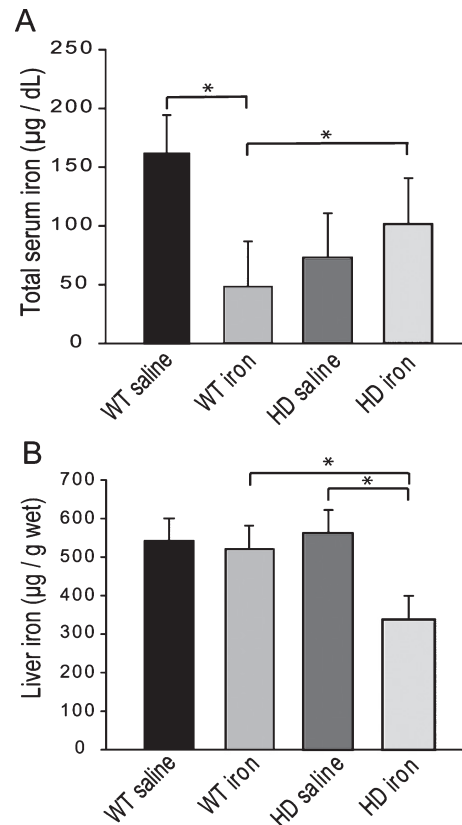 A
Total serum iron (µg / dL)
250
200
150
100
50
0
*
*
WT saline
WT iron
HD saline
HD iron
B
Liver iron (µg / g wet)
700
600
500
400
300
200
100
0
*
*
WT saline
WT iron
HD saline
HD iron